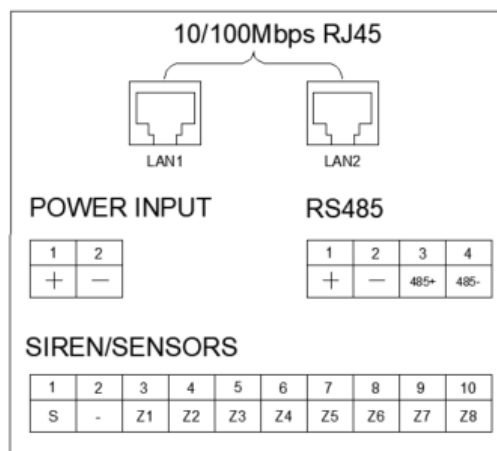 10/100Mbps RJ45
LAN1 LAN2
POWER INPUT RS485
1 2 1 2 3 4
+ — + — 485+ 485-
SIREN/SENSORS
1 2 3 4 5 6 7 8 9 10
S - Z1 Z2 Z3 Z4 Z5 Z6 Z7 Z8